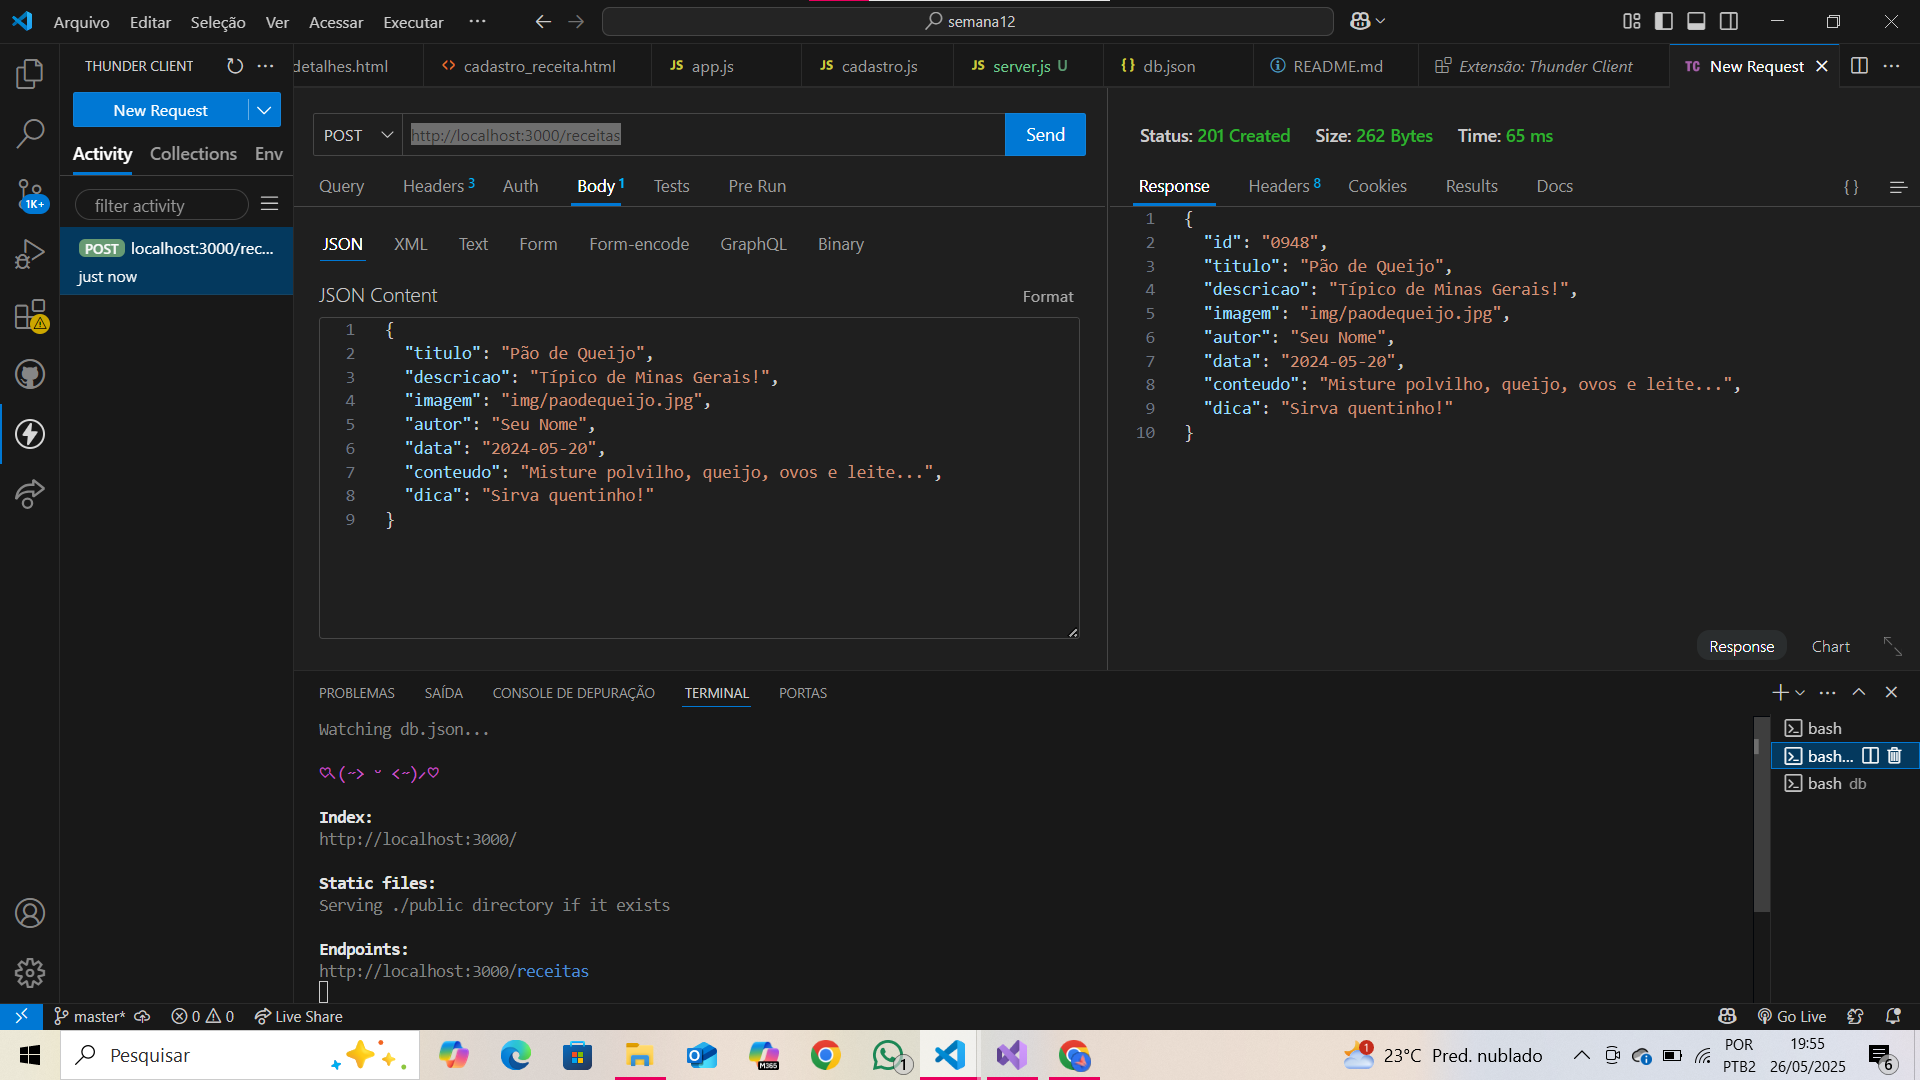 Arquivo Editar Seleção Ver Acessar Executar ··· semana12
THUNDER CLIENT
detalhes.html
<> cadastro_receita.html
JS app.js
JS cadastro.js
JS server.js U
{} db.json
README.md
Extensão: Thunder Client
TC New Request
New Request
Activity Collections Env
filter activity
POST localhost:3000/rec...
just now
1K+
POST http://localhost:3000/receitas Send
Query Headers 3 Auth Body 1 Tests Pre Run
JSON XML Text Form Form-encode GraphQL Binary
JSON Content Format
1 {
2 "titulo": "Pão de Queijo",
3 "descricao": "Típico de Minas Gerais!",
4 "imagem": "img/paodequeijo.jpg",
5 "autor": "Seu Nome",
6 "data": "2024-05-20",
7 "conteudo": "Misture polvilho, queijo, ovos e leite...",
8 "dica": "Sirva quentinho!"
9 }
Status: 201 Created Size: 262 Bytes Time: 65 ms
Response Headers 8 Cookies Results Docs { }
1 {
2 "id": "0948",
3 "titulo": "Pão de Queijo",
4 "descricao": "Típico de Minas Gerais!",
5 "imagem": "img/paodequeijo.jpg",
6 "autor": "Seu Nome",
7 "data": "2024-05-20",
8 "conteudo": "Misture polvilho, queijo, ovos e leite...",
9 "dica": "Sirva quentinho!"
10 }
Response Chart
PROBLEMAS SAÍDA CONSOLE DE DEPURAÇÃO TERMINAL PORTAS
Watching db.json...
♡⸜(˶˃ ᵕ ˂˶)⸝♡
Index:
http://localhost:3000/
Static files:
Serving ./public directory if it exists
Endpoints:
http://localhost:3000/receitas
bash
bash...
bash db
master* 0 0 Live Share Go Live
Pesquisar
M365
1
1
23°C Pred. nublado
POR
PTB2
19:55
26/05/2025
6